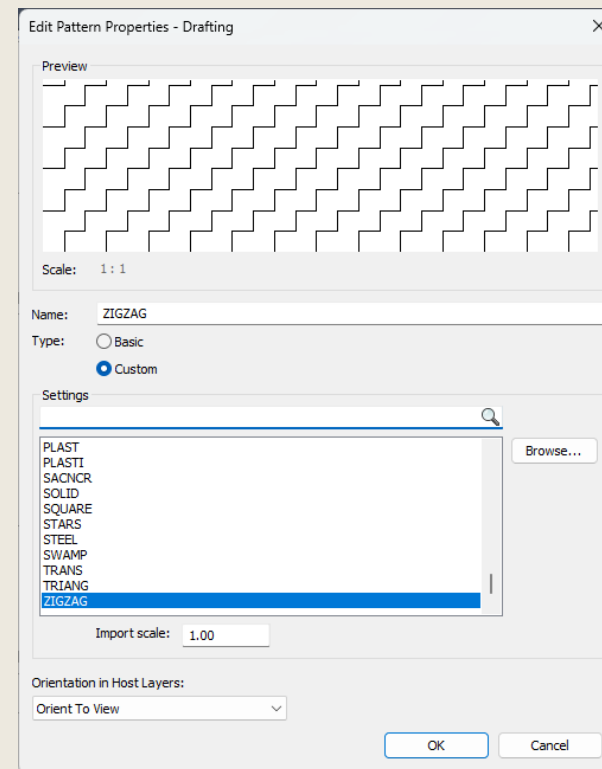 Edit Pattern Properties - Drafting
Preview
Scale: 1 : 1
Name: ZIGZAG
Type: Basic
Custom
Settings
PLAST
PLASTI
SACNCR
SOLID
SQUARE
STARS
STEEL
SWAMP
TRANS
TRIANG
ZIGZAG
Browse...
Import scale: 1.00
Orientation in Host Layers:
Orient To View
OK Cancel